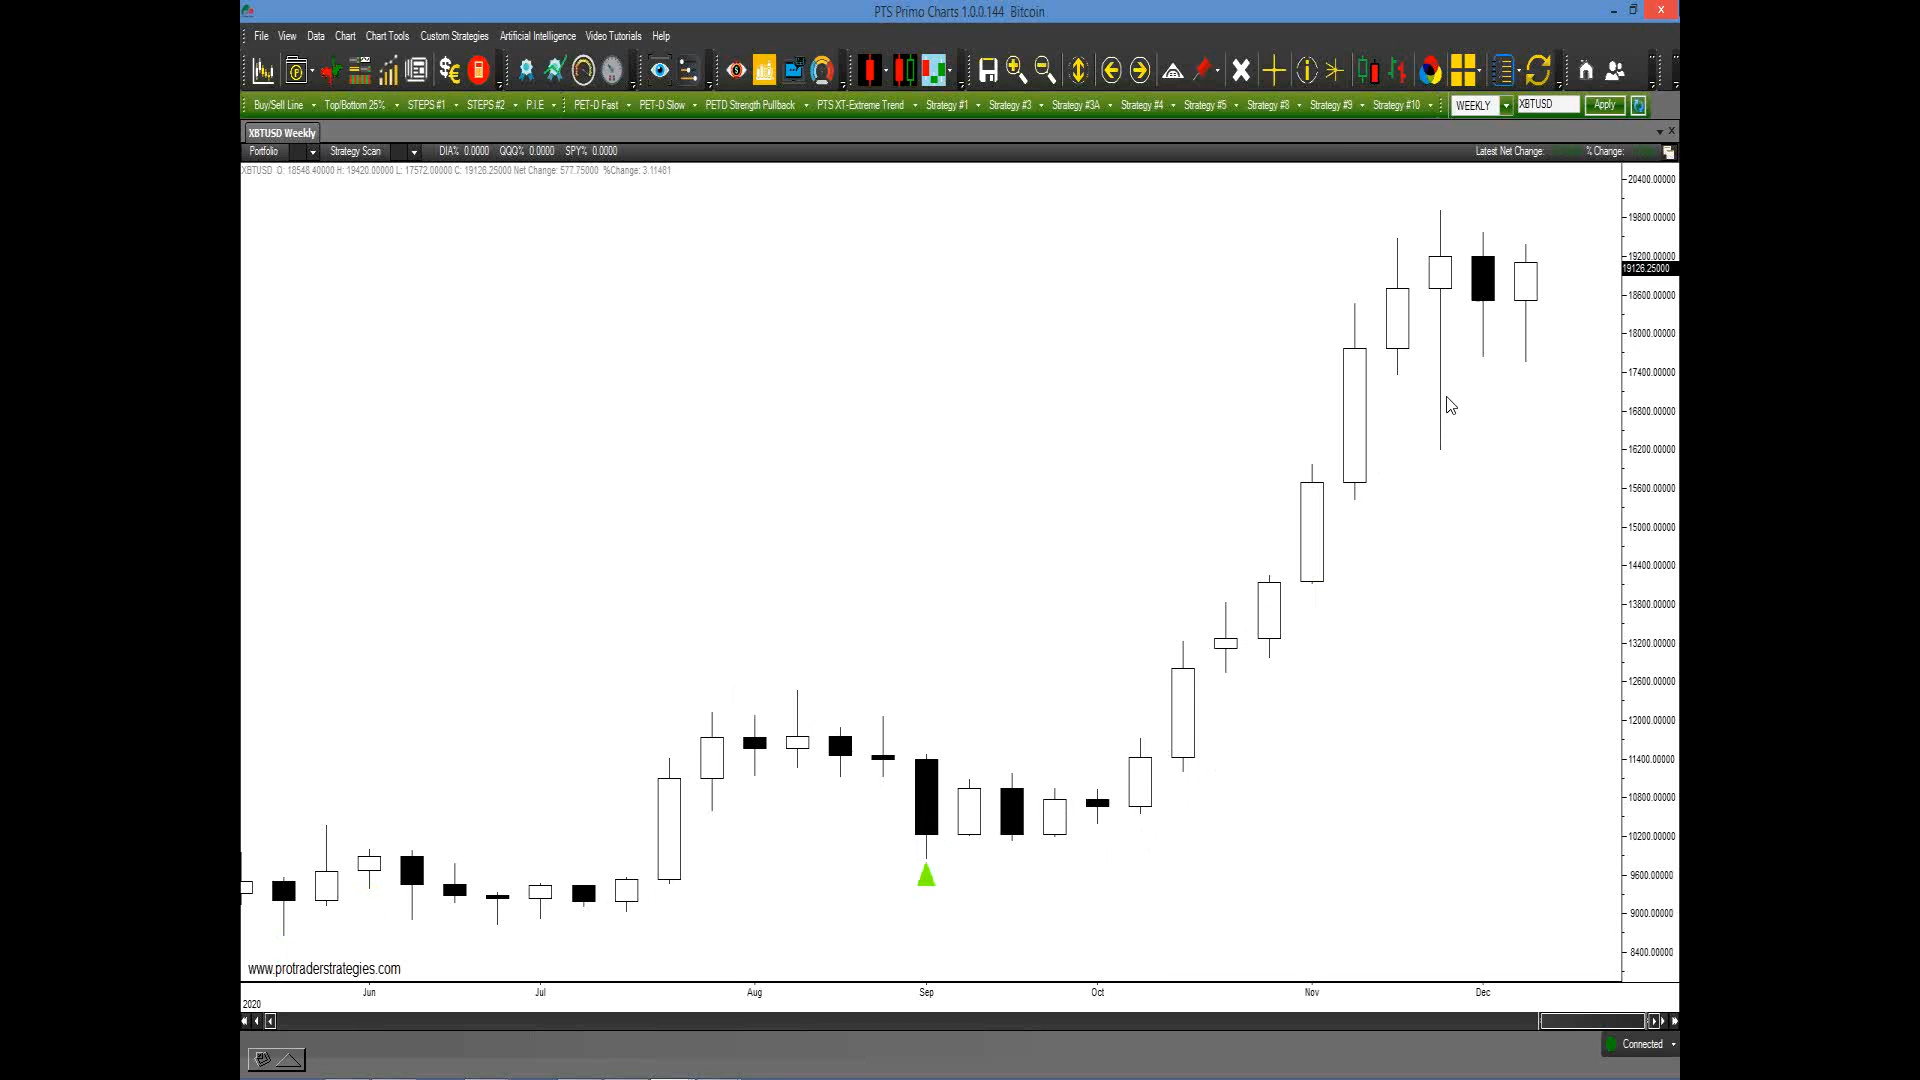 PTS Primo Charts 1.0.0.144 Bitcoin
File View Data Chart Chart Tools Custom Strategies Artificial Intelligence Video Tutorials Help
Buy/Sell Line Top/Bottom 25% STEPS #1 STEPS #2 P.I.E PET-D Fast PET-D Slow PETD Strength Pullback PTS XT-Extreme Trend Strategy #1 Strategy #3 Strategy #3A Strategy #4 Strategy #5 Strategy #8 Strategy #9 Strategy #10 WEEKLY XBTUSD Apply
XBTUSD Weekly
Portfolio Strategy Scan DIA% 0.0000 QQQ% 0.0000 SPY% 0.0000 Latest Net Change: % Change:
XBTUSD O: 18548.40000 H: 19420.00000 L: 17572.00000 C: 19126.25000 Net Change: 577.75000 %Change: 3.11481
20400.00000
19800.00000
19200.00000
19126.25000
18600.00000
18000.00000
17400.00000
16800.00000
16200.00000
15600.00000
15000.00000
14400.00000
13800.00000
13200.00000
12600.00000
12000.00000
11400.00000
10800.00000
10200.00000
9600.00000
9000.00000
8400.00000
www.protraderstrategies.com
Jun Jul Aug Sep Oct Nov Dec
2020
Connected